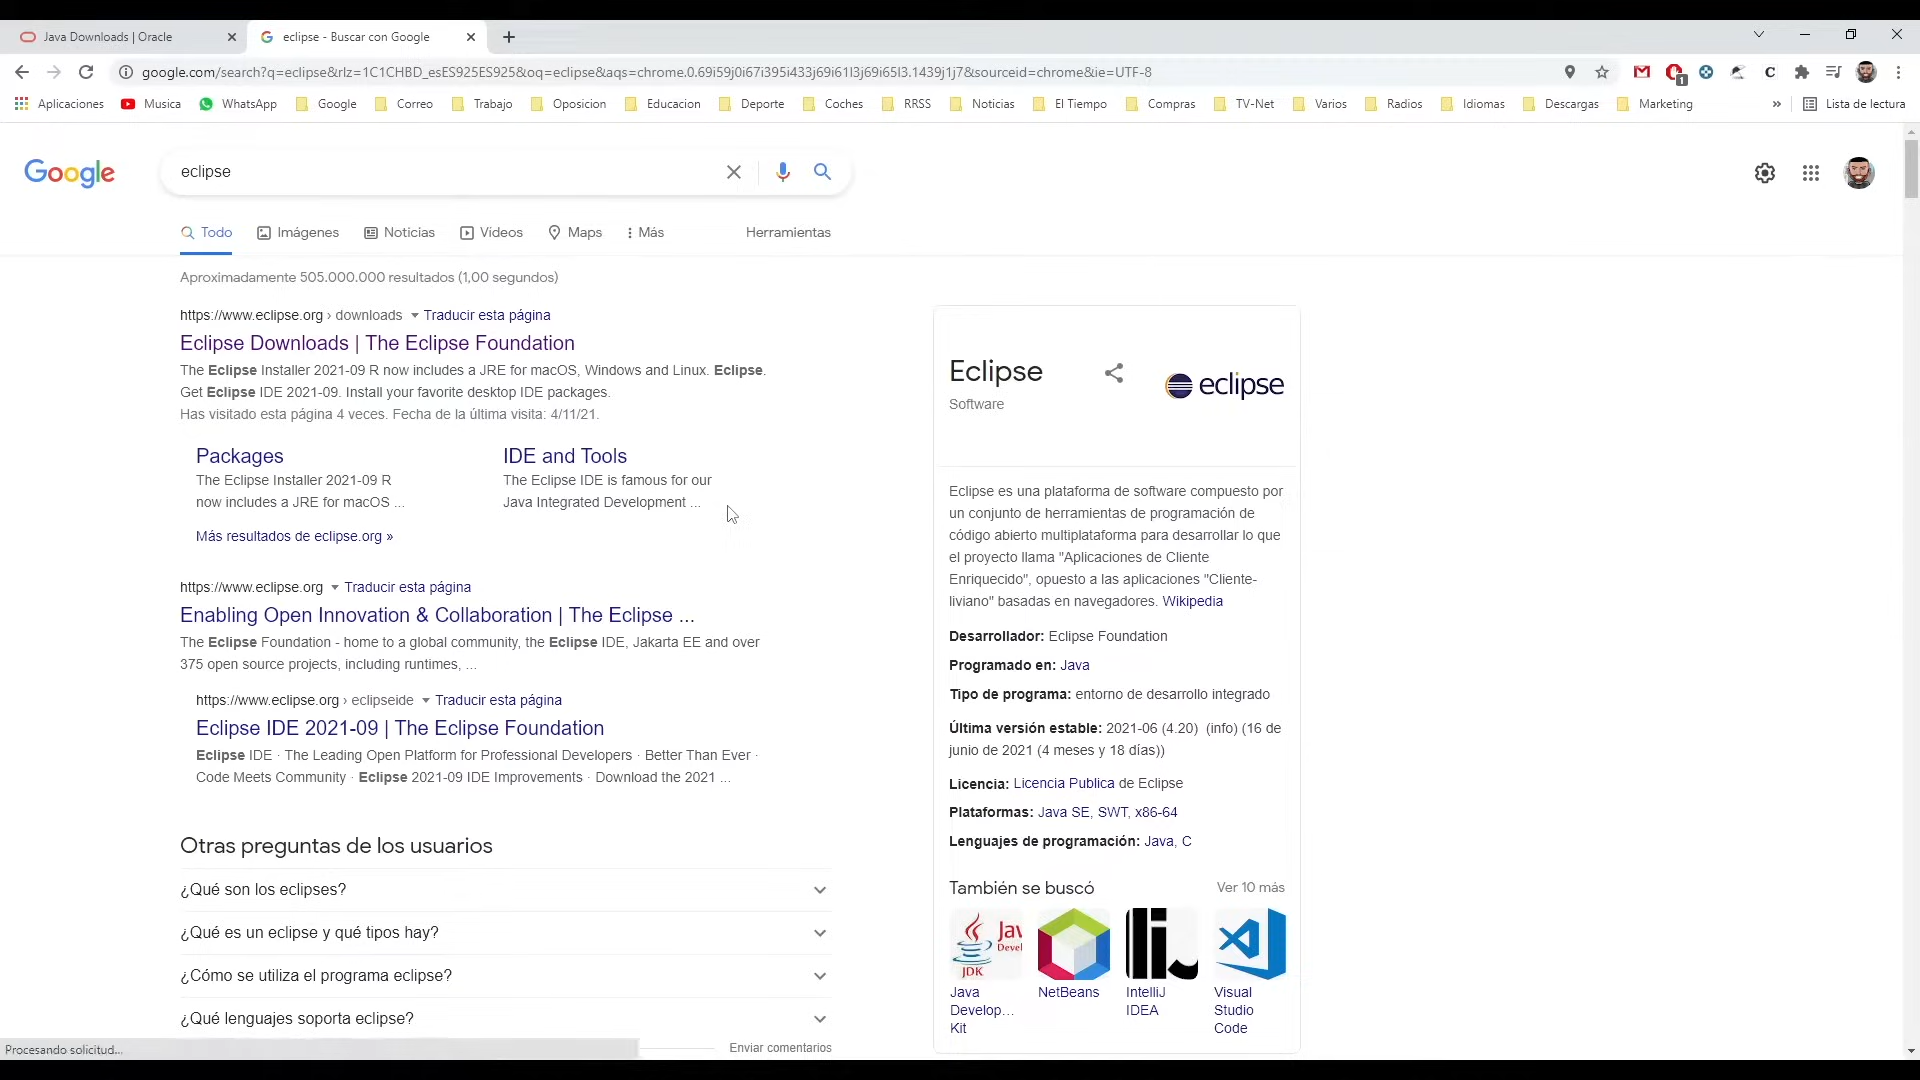 Java Downloads | Oracle
eclipse - Buscar con Google
google.com/search?q=eclipse&rlz=1C1CHBD_esES925ES925&oq=eclipse&aqs=chrome.0.69i59j0i67i395i433j69i61l3j69i65l3.1439j1j7&sourceid=chrome&ie=UTF-8
1
C
Aplicaciones
Musica
WhatsApp
Google
Correo
Trabajo
Oposicion
Educacion
Deporte
Coches
RRSS
Noticias
El Tiempo
Compras
TV-Net
Varios
Radios
Idiomas
Descargas
Marketing
»
Lista de lectura
Google
eclipse
Todo
Imágenes
Noticias
Videos
Maps
Más
Herramientas
Aproximadamente 505.000.000 resultados (1,00 segundos)
https://www.eclipse.org › downloads
Traducir esta página
Eclipse Downloads | The Eclipse Foundation
The Eclipse Installer 2021-09 R now includes a JRE for macOS, Windows and Linux. Eclipse.
Get Eclipse IDE 2021-09. Install your favorite desktop IDE packages.
Has visitado esta página 4 veces. Fecha de la última visita: 4/11/21.
Packages
The Eclipse Installer 2021-09 R
now includes a JRE for macOS ...
IDE and Tools
The Eclipse IDE is famous for our
Java Integrated Development ...
Más resultados de eclipse.org »
https://www.eclipse.org
Traducir esta página
Enabling Open Innovation & Collaboration | The Eclipse ...
The Eclipse Foundation - home to a global community, the Eclipse IDE, Jakarta EE and over
375 open source projects, including runtimes, ...
https://www.eclipse.org › eclipseide
Traducir esta página
Eclipse IDE 2021-09 | The Eclipse Foundation
Eclipse IDE · The Leading Open Platform for Professional Developers · Better Than Ever ·
Code Meets Community · Eclipse 2021-09 IDE Improvements · Download the 2021 ...
Otras preguntas de los usuarios
¿Qué son los eclipses?
¿Qué es un eclipse y qué tipos hay?
¿Cómo se utiliza el programa eclipse?
¿Qué lenguajes soporta eclipse?
Enviar comentarios
Procesando solicitud...
Eclipse
Software
eclipse
Eclipse es una plataforma de software compuesto por
un conjunto de herramientas de programación de
código abierto multiplataforma para desarrollar lo que
el proyecto llama "Aplicaciones de Cliente
Enriquecido", opuesto a las aplicaciones "Cliente-
liviano" basadas en navegadores. Wikipedia
Desarrollador: Eclipse Foundation
Programado en: Java
Tipo de programa: entorno de desarrollo integrado
Última versión estable: 2021-06 (4.20) (info) (16 de
junio de 2021 (4 meses y 18 días))
Licencia: Licencia Publica de Eclipse
Plataformas: Java SE, SWT, x86-64
Lenguajes de programación: Java, C
También se buscó
Ver 10 más
Jav
Devel
JDK
IJ
Java
Develop...
Kit
NetBeans
IntelliJ
IDEA
Visual
Studio
Code